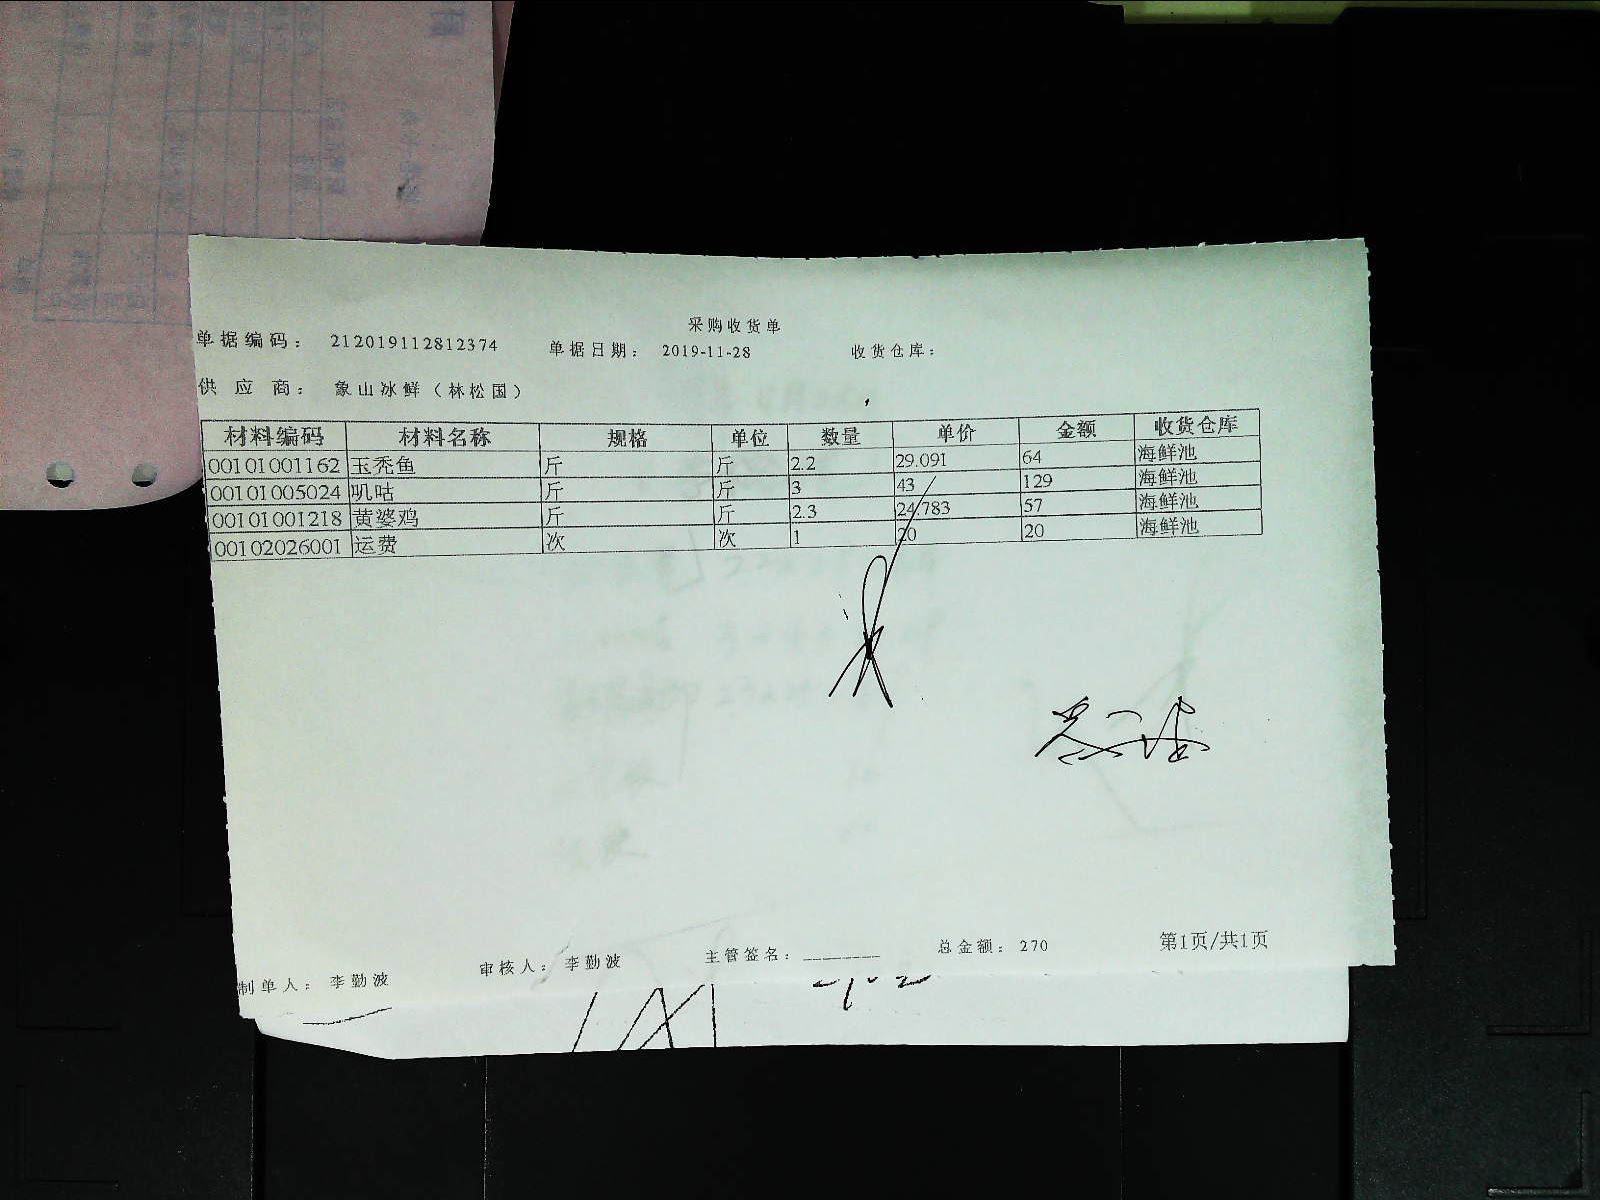 采购收货单
单据编码： 212019112812374 单据日期： 2019-11-28 收货仓库：
供 应 商： 象山冰鲜（林松国）
材料编码 材料名称 规格 单位 数量 单价 金额 收货仓库
00101001162 玉秃鱼 斤 斤 2.2 29.091 64 海鲜池
00101005024 叽咕 斤 斤 3 43 129 海鲜池
00101001218 黄婆鸡 斤 斤 2.3 24.783 57 海鲜池
00102026001 运费 次 次 1 20 20 海鲜池
制单人： 李勤波 审核人： 李勤波 主管签名：________ 总金额： 270 第1页/共1页